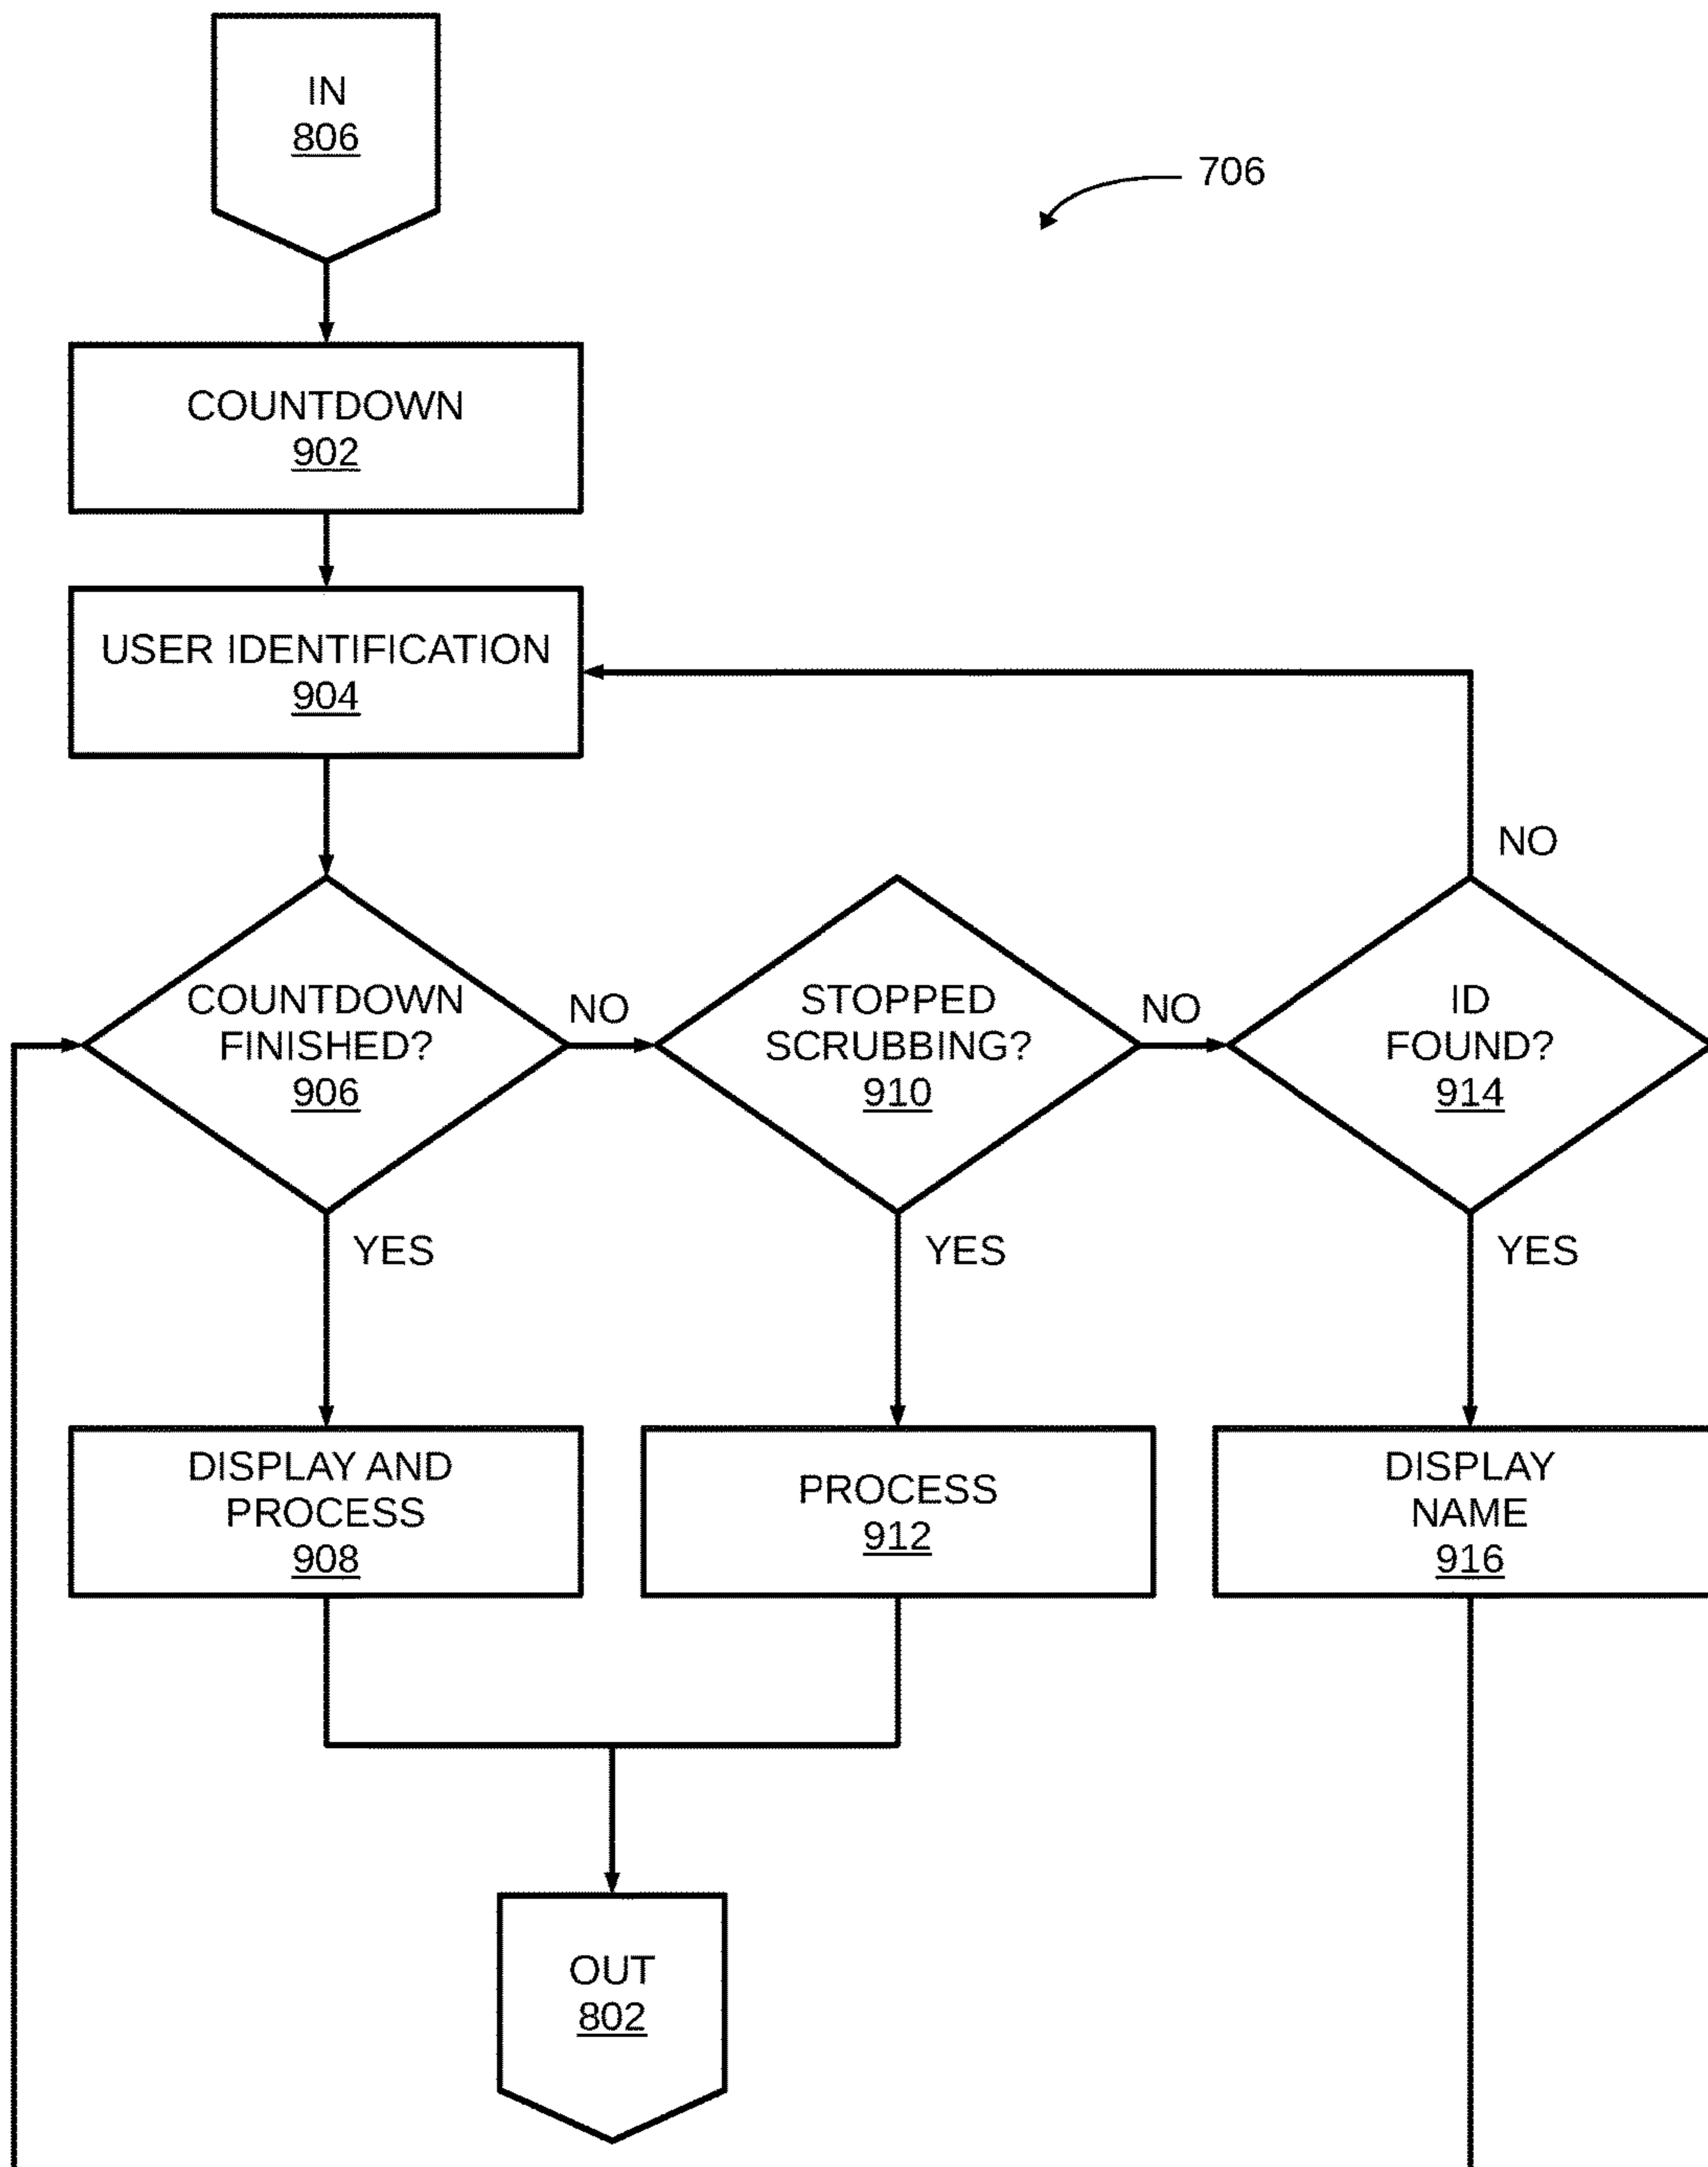 IN
806
706
COUNTDOWN
902
USER IDENTIFICATION
904
NO
COUNTDOWN
FINISHED?
906
NO
STOPPED
SCRUBBING?
910
NO
ID
FOUND?
914
YES
YES
YES
DISPLAY AND
PROCESS
908
PROCESS
912
DISPLAY
NAME
916
OUT
802